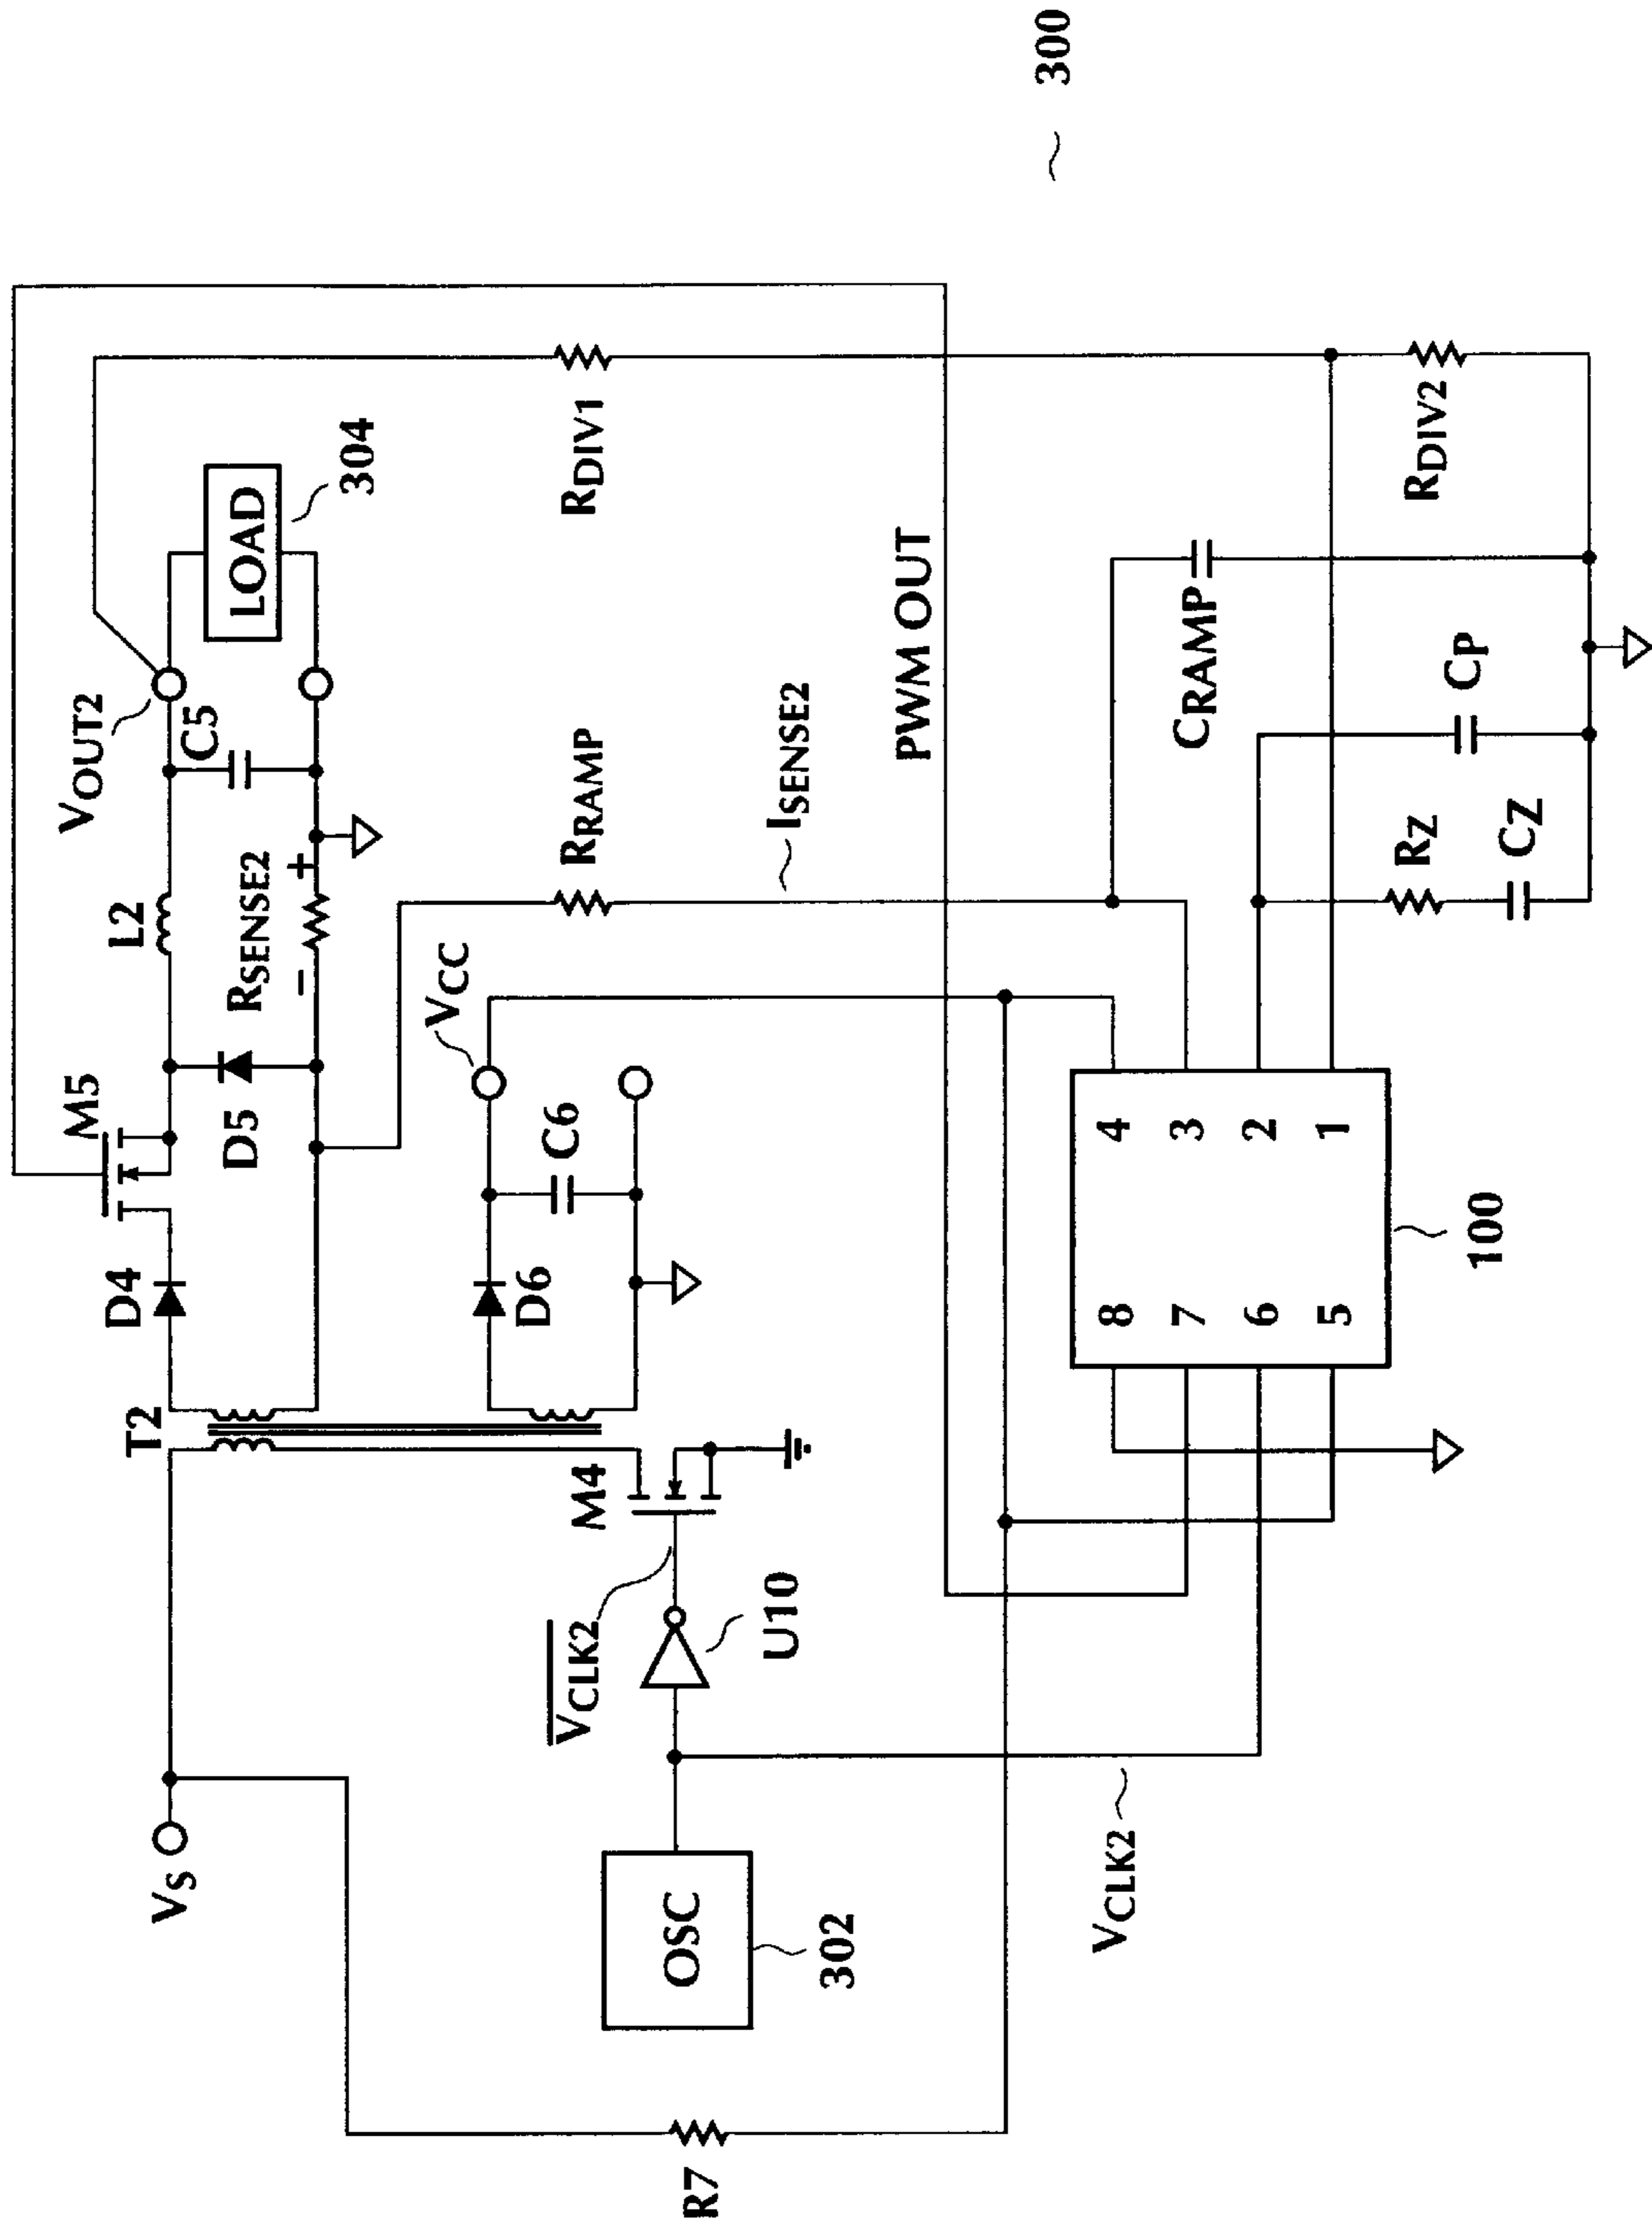 300
VOUT2
C5
LOAD
304
RDIV1
L2
RSENSE2
+
-
RRAMP
ISENSE2
PWM OUT
CRAMP
CP
RDIV2
RZ
CZ
M5
D5
VCC
C6
D4
D6
T2
M4
4
3
2
1
8
7
6
5
100
VCLK2
U10
VS
OSC
302
VCLK2
R7